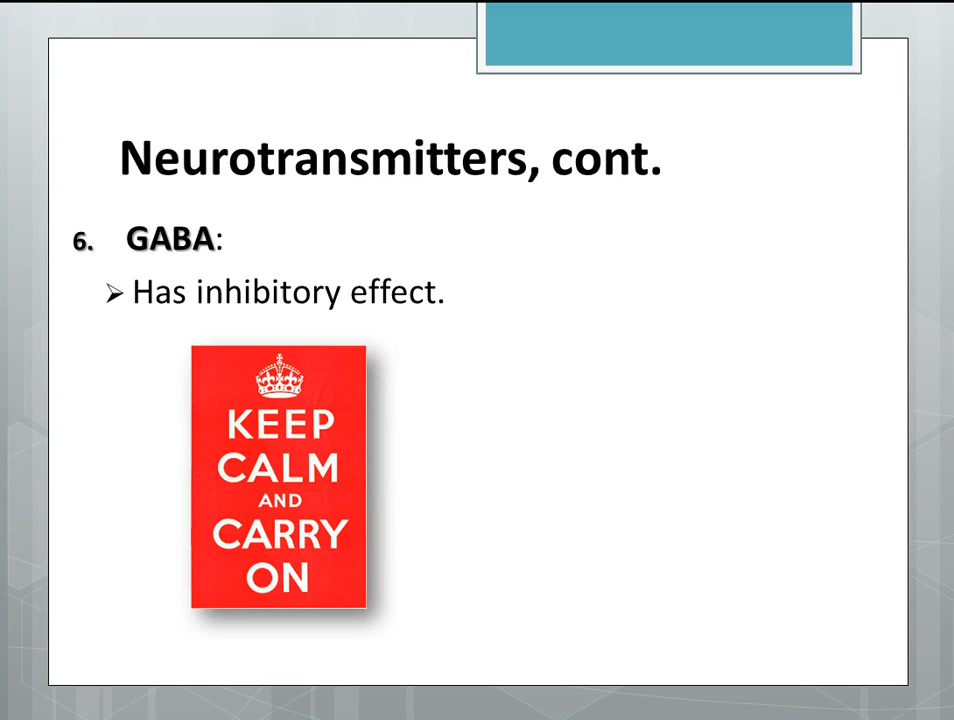 Neurotransmitters, cont.
6. GABA:
➢ Has inhibitory effect.
KEEP
CALM
AND
CARRY
ON